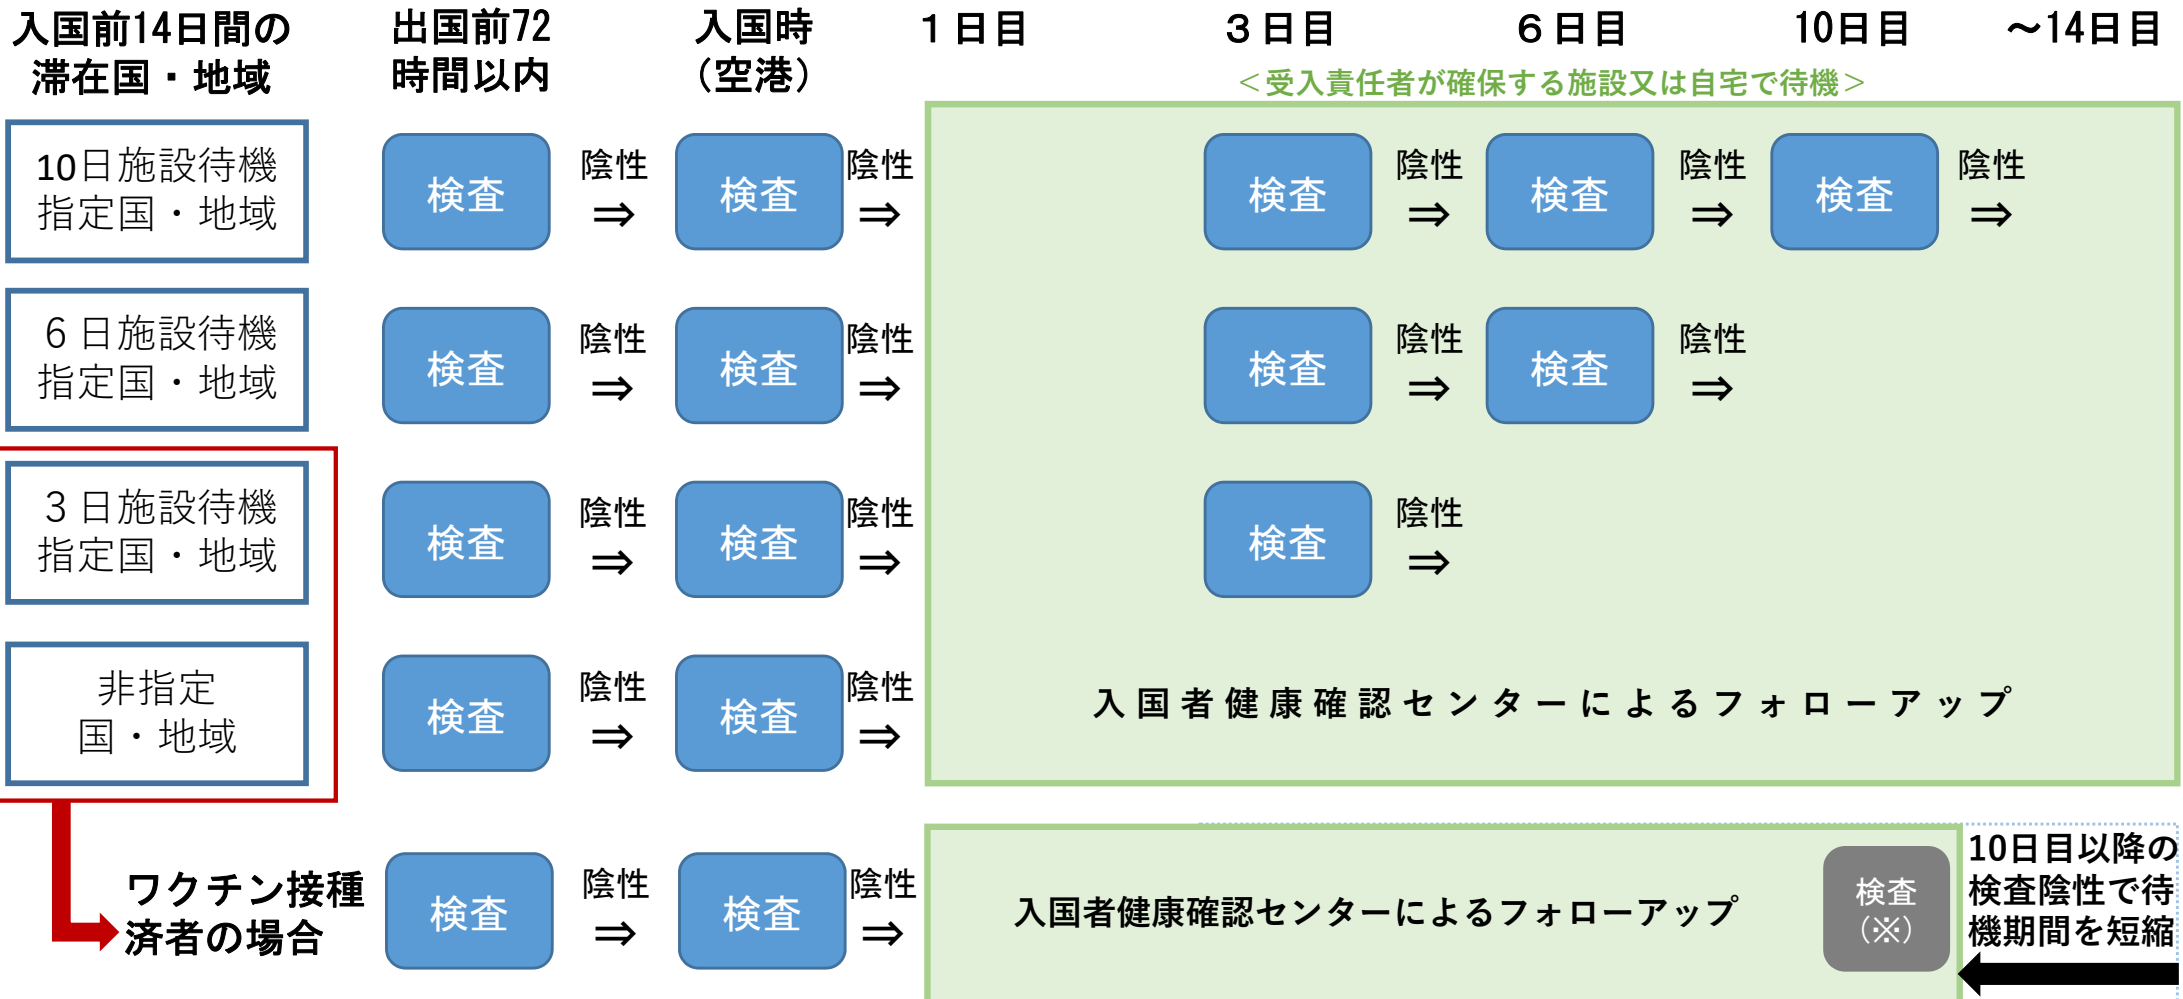 入国前14日間の
滞在国・地域
出国前72
時間以内
入国時
（空港）
１日目
３日目
６日目
10日目
～14日目
＜受入責任者が確保する施設又は自宅で待機＞
10日施設待機
指定国・地域
検査
陰性
⇒
検査
陰性
⇒
検査
陰性
⇒
検査
陰性
⇒
検査
陰性
⇒
６日施設待機
指定国・地域
検査
陰性
⇒
検査
陰性
⇒
検査
陰性
⇒
検査
陰性
⇒
３日施設待機
指定国・地域
検査
陰性
⇒
検査
陰性
⇒
検査
陰性
⇒
非指定
国・地域
検査
陰性
⇒
検査
陰性
⇒
入国者健康確認センターによるフォローアップ
ワクチン接種
済者の場合
検査
陰性
⇒
検査
陰性
⇒
入国者健康確認センターによるフォローアップ
検査
（※）
10日目以降の
検査陰性で待
機期間を短縮